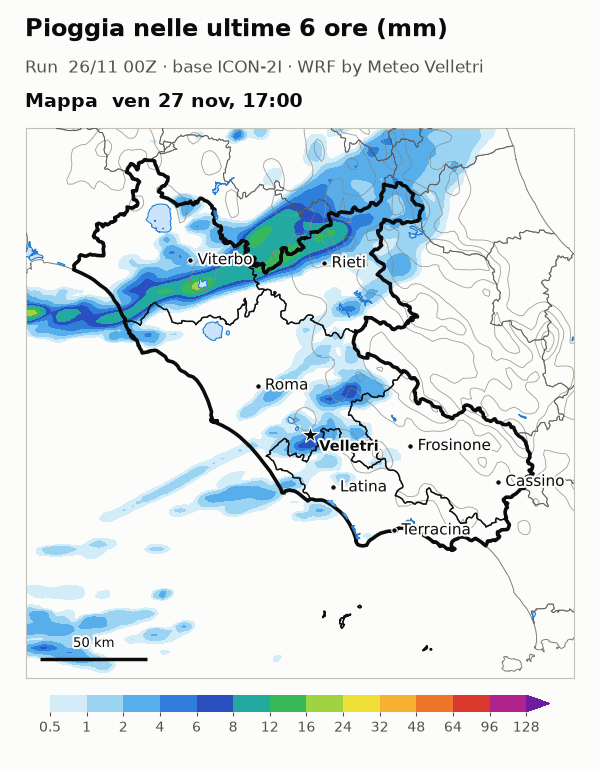 Pioggia nelle ultime 6 ore (mm)
Run  26/11 00Z · base ICON-2I · WRF by Meteo Velletri
Mappa  ven 27 nov, 17:00
Viterbo
Rieti
Roma
Velletri
Frosinone
Latina
Cassino
Terracina
50 km
0.5 1 2 4 6 8 12 16 24 32 48 64 96 128